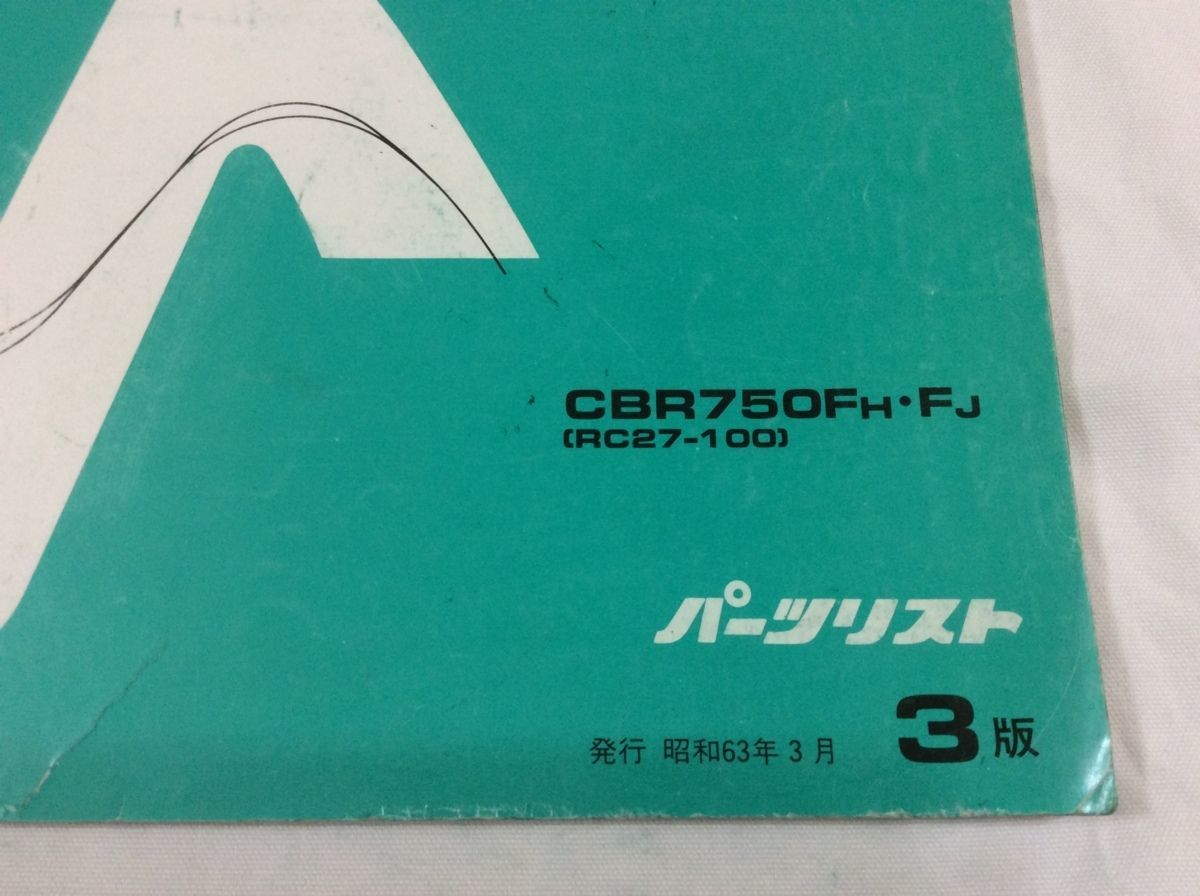 CBR750FH・FJ
(RC27-100)
パーツリスト
3版
発行 昭和63年3月